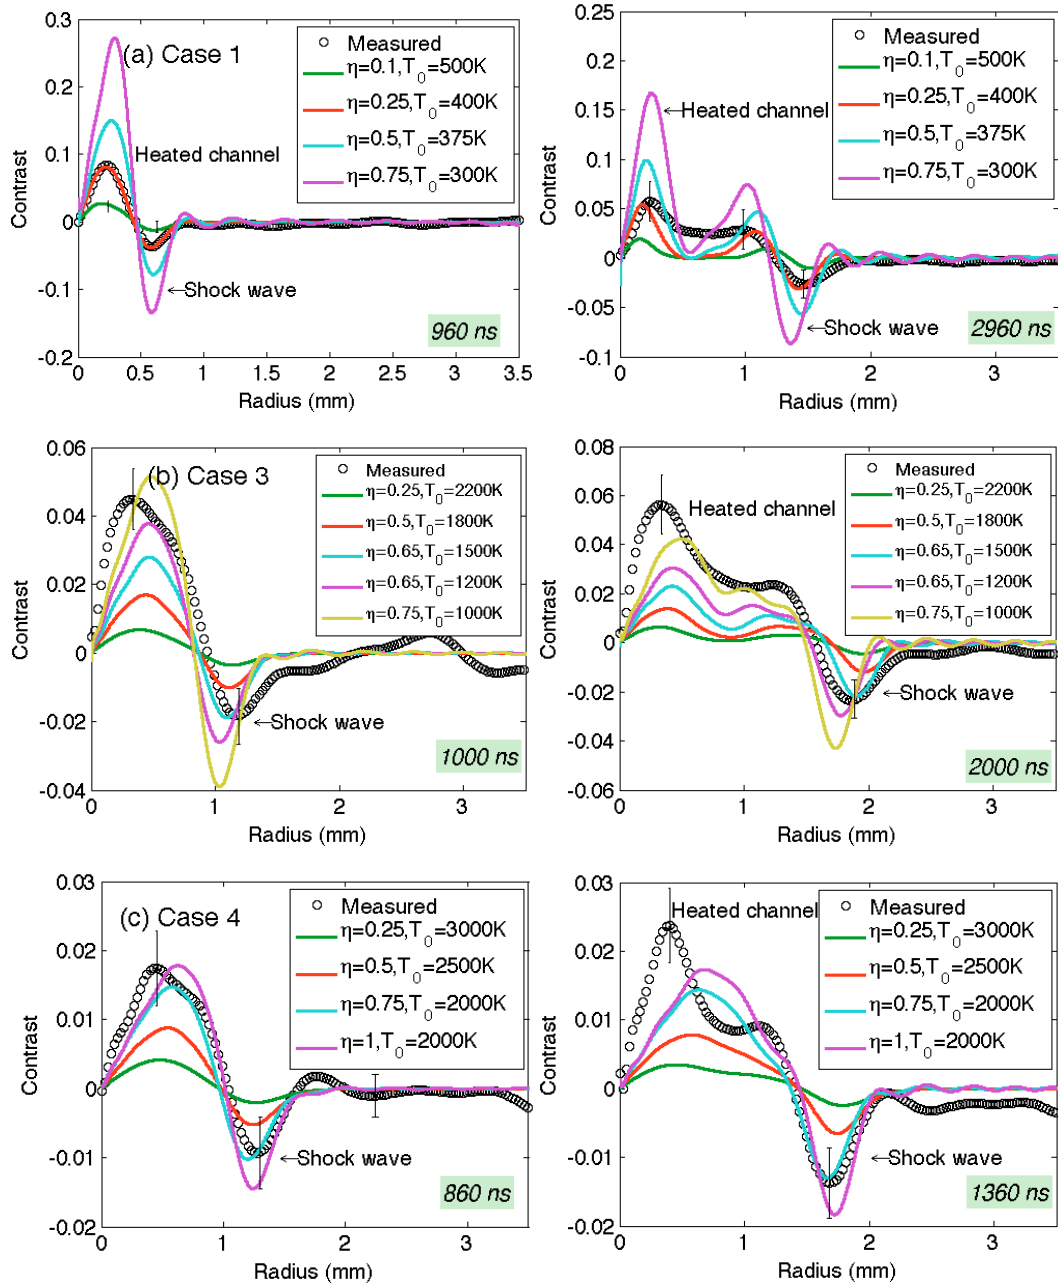 (a) Case 1
Contrast
0.3
0.2
0.1
0
-0.1
-0.2
Measured
η=0.1,T0=500K
η=0.25,T0=400K
η=0.5,T0=375K
η=0.75,T0=300K
Heated channel
←Shock wave
960 ns
0 0.5 1 1.5 2 2.5 3 3.5
Radius (mm)
Contrast
0.25
0.2
0.15
0.1
0.05
0
-0.05
-0.1
Measured
η=0.1,T0=500K
η=0.25,T0=400K
η=0.5,T0=375K
η=0.75,T0=300K
←Heated channel
←Shock wave
2960 ns
0 1 2 3
Radius (mm)
(b) Case 3
Contrast
0.06
0.04
0.02
0
-0.02
-0.04
Measured
η=0.25,T0=2200K
η=0.5,T0=1800K
η=0.65,T0=1500K
η=0.65,T0=1200K
η=0.75,T0=1000K
←Shock wave
1000 ns
0 1 2 3
Radius (mm)
Contrast
0.08
0.06
0.04
0.02
0
-0.02
-0.04
-0.06
Heated channel
Measured
η=0.25,T0=2200K
η=0.5,T0=1800K
η=0.65,T0=1500K
η=0.65,T0=1200K
η=0.75,T0=1000K
←Shock wave
2000 ns
0 1 2 3
Radius (mm)
(c) Case 4
Contrast
0.03
0.02
0.01
0
-0.01
-0.02
Measured
η=0.25,T0=3000K
η=0.5,T0=2500K
η=0.75,T0=2000K
η=1,T0=2000K
←Shock wave
860 ns
0 1 2 3
Radius (mm)
Contrast
0.03
0.02
0.01
0
-0.01
-0.02
Heated channel
Measured
η=0.25,T0=3000K
η=0.5,T0=2500K
η=0.75,T0=2000K
η=1,T0=2000K
←Shock wave
1360 ns
0 1 2 3
Radius (mm)